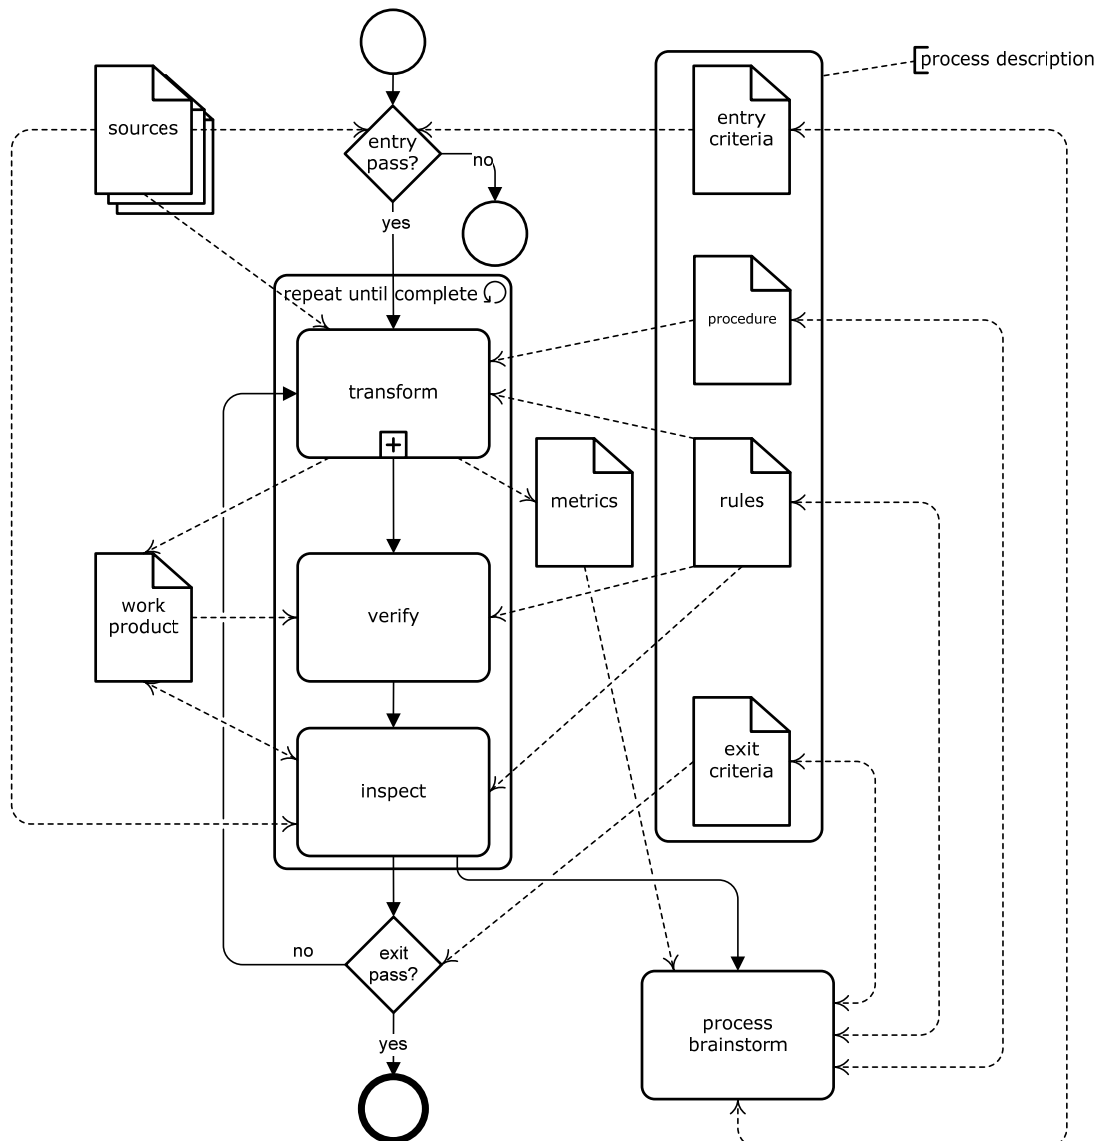 process description
sources
entry
criteria
entry
pass?
no
yes
repeat until complete
procedure
transform
metrics
rules
work
product
verify
exit
criteria
inspect
no
exit
pass?
process
brainstorm
yes